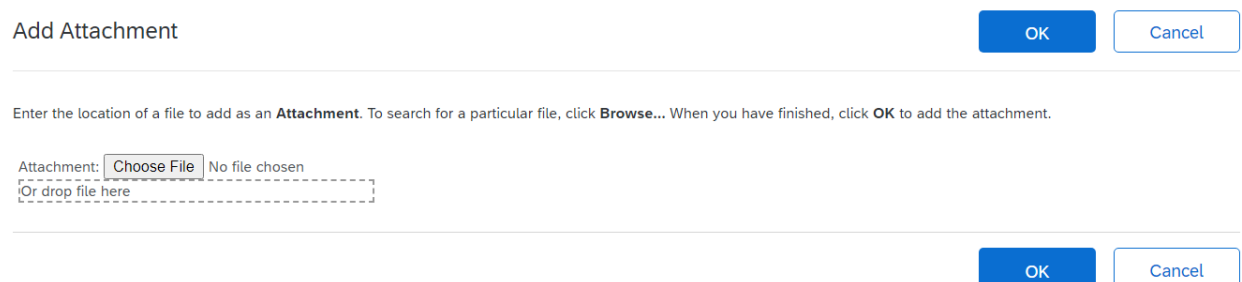 Add Attachment OK Cancel
Enter the location of a file to add as an Attachment. To search for a particular file, click Browse... When you have finished, click OK to add the attachment.
Attachment: Choose File No file chosen
Or drop file here
OK Cancel